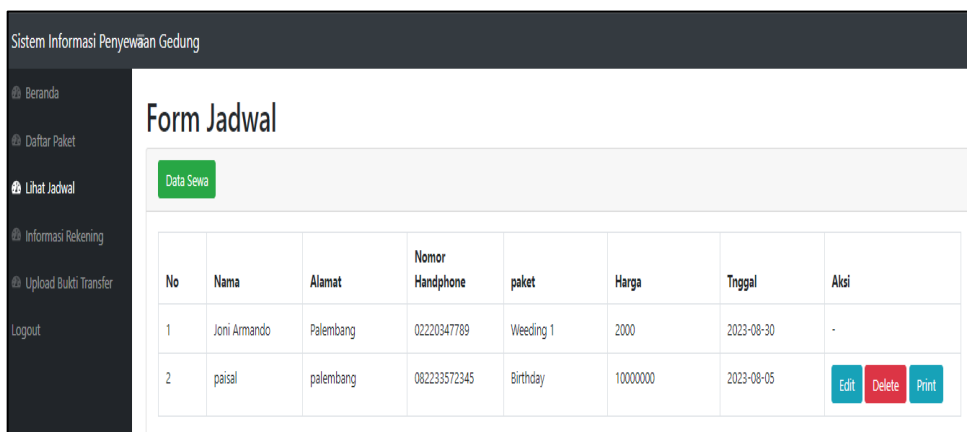 Sistem Informasi Penyewaan Gedung
Beranda
Daftar Paket
Lihat Jadwal
Informasi Rekening
Upload Bukti Transfer
Logout
Form Jadwal
Data Sewa
No Nama Alamat Nomor Handphone paket Harga Tnggal Aksi
1 Joni Armando Palembang 02220347789 Weeding 1 2000 2023-08-30 -
2 paisal palembang 082233572345 Birthday 10000000 2023-08-05 Edit Delete Print